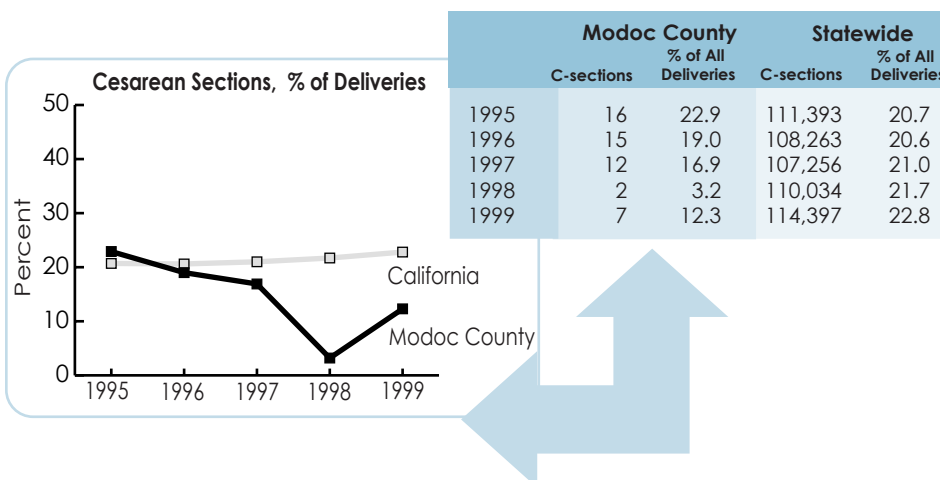 Cesarean Sections, % of Deliveries
50
40
30
20
10
0
Percent
1995 1996 1997 1998 1999
California
Modoc County
Modoc County Statewide
% of All % of All
C-sections Deliveries C-sections Deliveries
1995 16 22.9 111,393 20.7
1996 15 19.0 108,263 20.6
1997 12 16.9 107,256 21.0
1998 2 3.2 110,034 21.7
1999 7 12.3 114,397 22.8